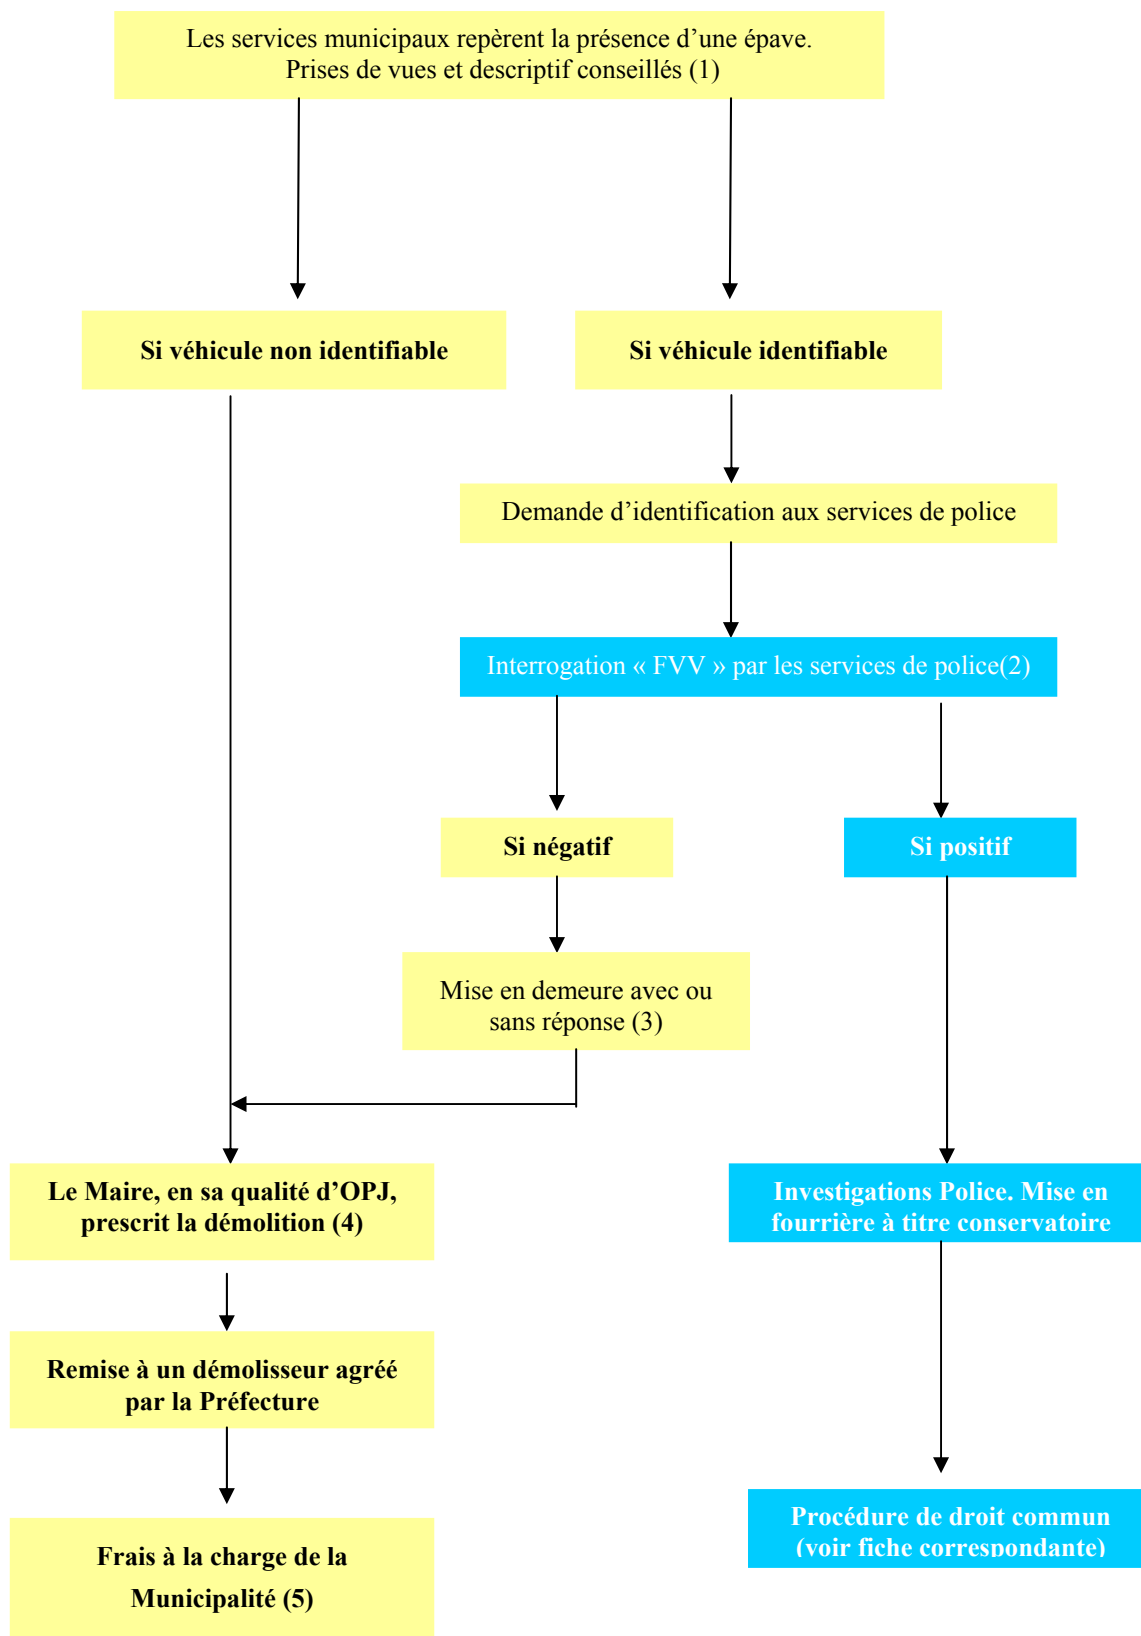 Les services municipaux repèrent la présence d’une épave.
Prises de vues et descriptif conseillés (1)
Si véhicule non identifiable
Si véhicule identifiable
Demande d’identification aux services de police
Interrogation « FVV » par les services de police(2)
Si négatif
Si positif
Mise en demeure avec ou
sans réponse (3)
Le Maire, en sa qualité d’OPJ,
prescrit la démolition (4)
Investigations Police. Mise en
fourrière à titre conservatoire
Remise à un démolisseur agréé
par la Préfecture
Procédure de droit commun
(voir fiche correspondante)
Frais à la charge de la
Municipalité (5)